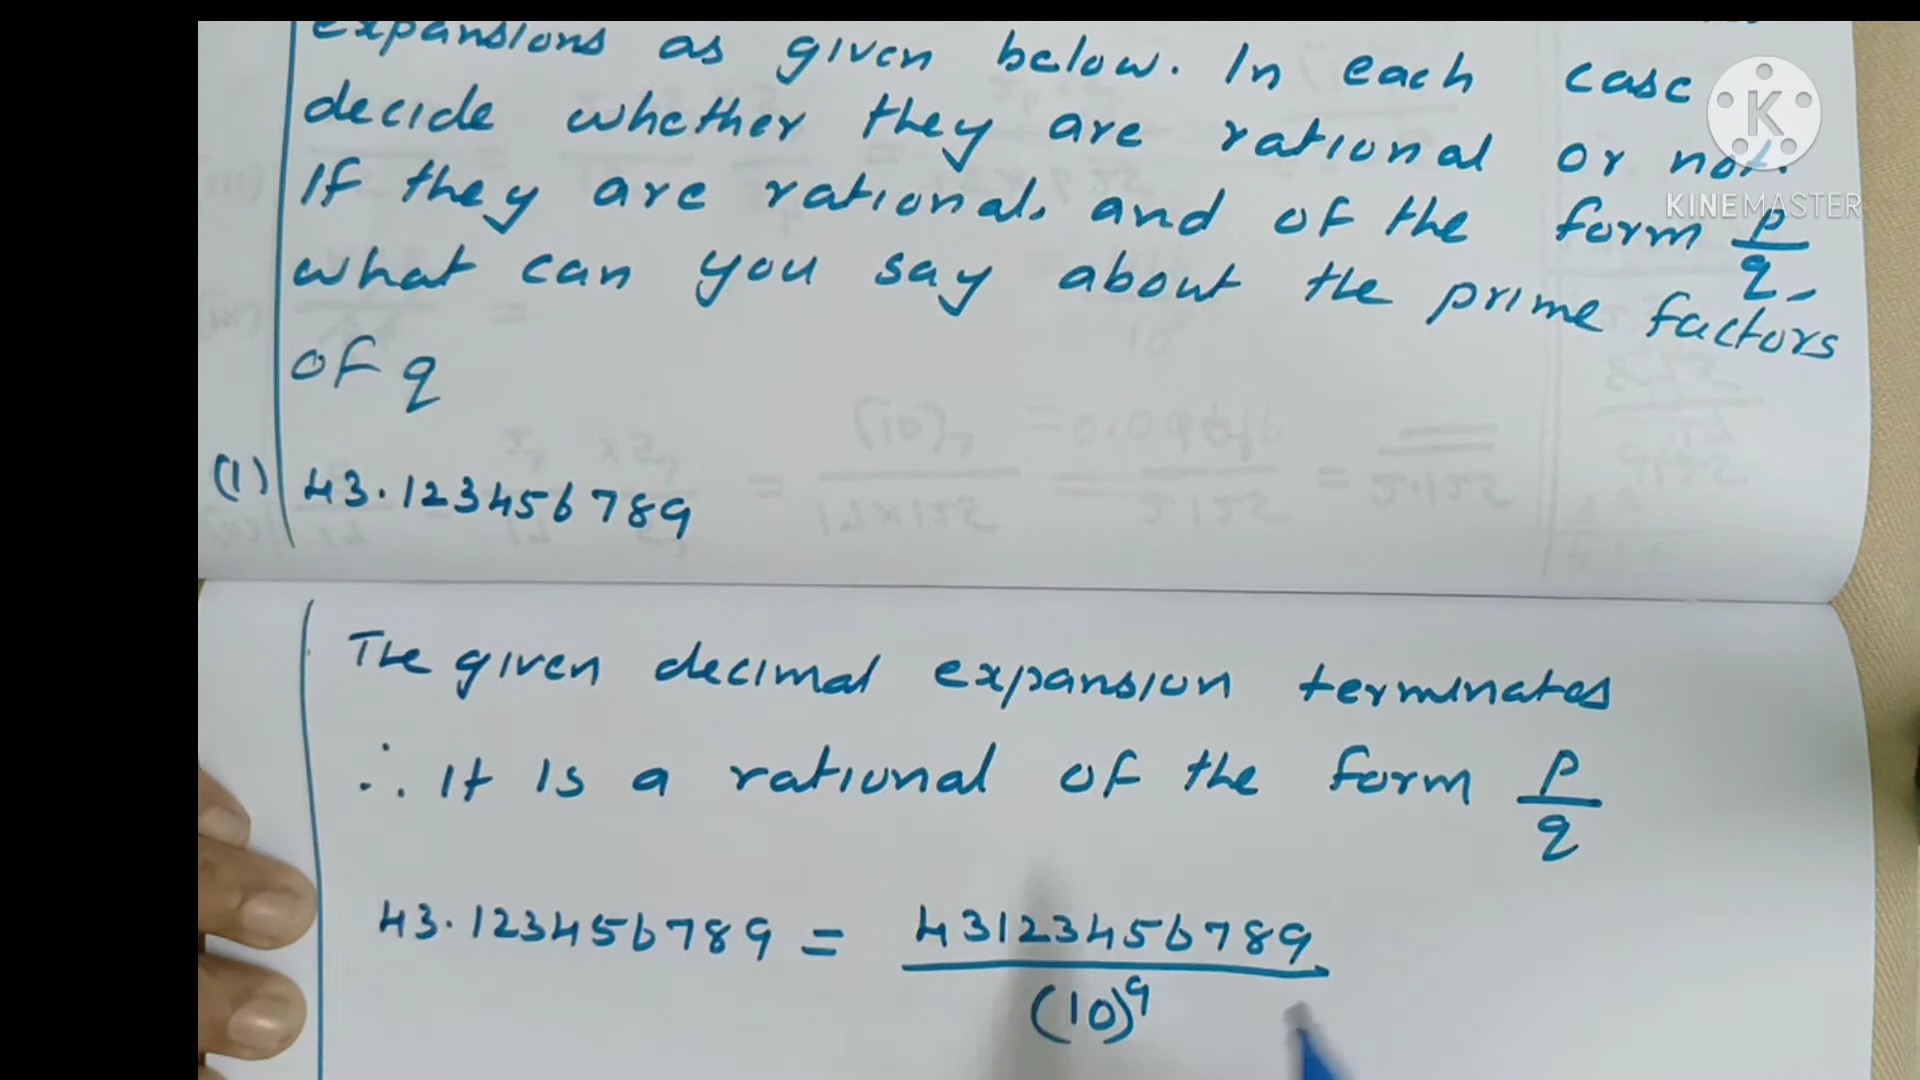 expansions as given below. In each case
decide whether they are rational or not.
If they are rational, and of the form p/q,
what can you say about the prime factors
of q
(1) 43.123456789
The given decimal expansion terminates
∴ It is a rational of the form p/q
43.123456789 = 43123456789/(10)⁹
K
KINEMASTER